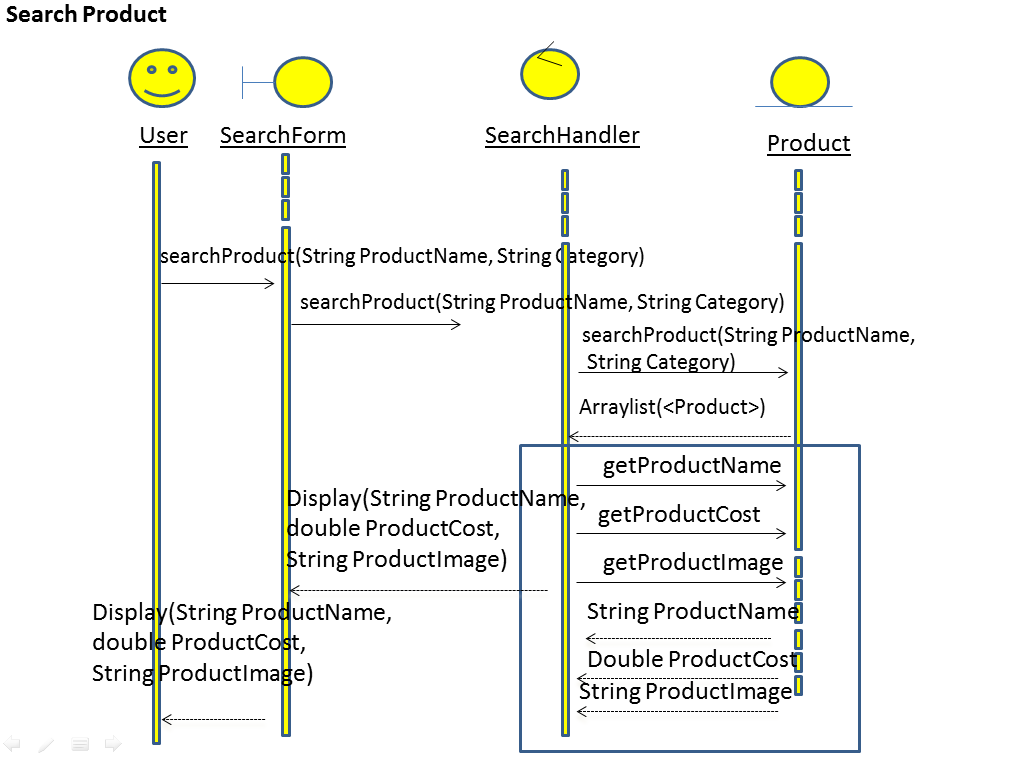 Search Product
User
SearchForm
SearchHandler
Product
searchProduct(String ProductName, String Category)
searchProduct(String ProductName, String Category)
searchProduct(String ProductName,
String Category)
Arraylist(<Product>)
getProductName
Display(String ProductName,
double ProductCost,
String ProductImage)
getProductCost
getProductImage
String ProductName
Double ProductCost
String ProductImage
Display(String ProductName,
double ProductCost,
String ProductImage)